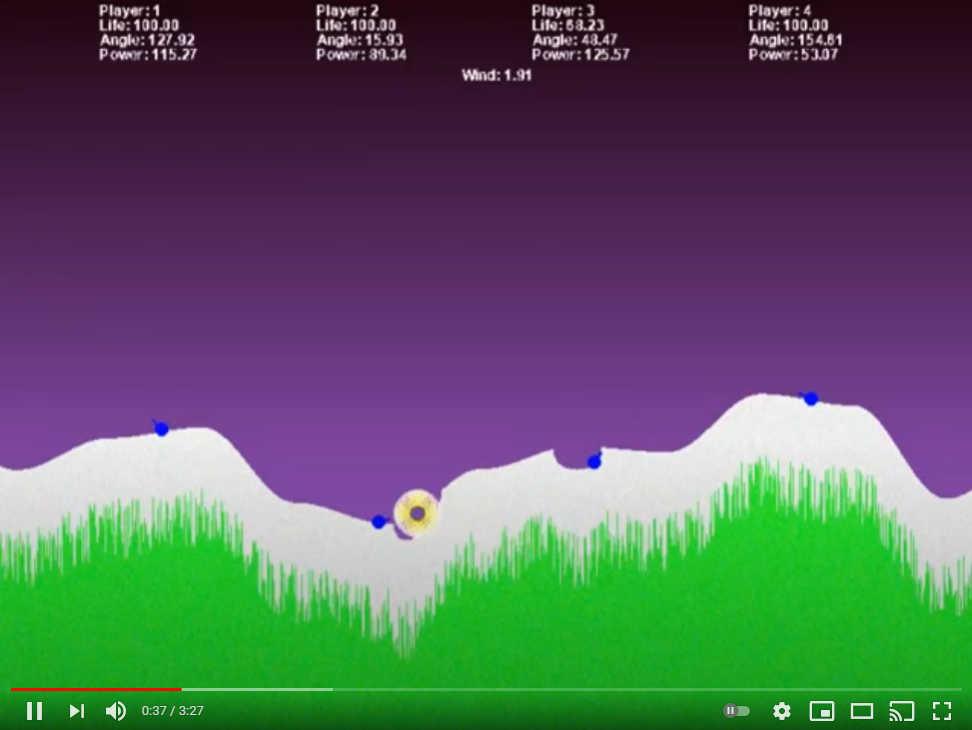 Player: 1
Life: 100.00
Angle: 127.92
Power: 115.27
Player: 2
Life: 100.00
Angle: 15.93
Power: 89.34
Player: 3
Life: 68.23
Angle: 48.47
Power: 125.57
Player: 4
Life: 100.00
Angle: 154.61
Power: 53.07
Wind: 1.91
0:37 / 3:27